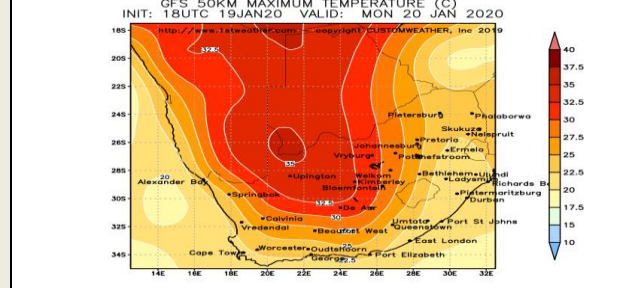 GFS 50KM MAXIMUM TEMPERATURE (C)
INIT: 18UTC 19JAN20 VALID: MON 20 JAN 2020
http://www.1stweather.com -- copyright CUSTOMWEATHER, Inc 2019
18S
20S
22S
24S
26S
28S
30S
32S
34S
32.5
35
20
32.5
30
25
22.5
Pietersburg
Phalaborwa
Skukuza
Nelspruit
Pretoria
Johannesburg
Ermelo
Vryburg
Potchefstroom
Welkom
Bethlehem
Ulundi
Ladysmith
Richards B
Upington
Kimberley
Bloemfontein
Alexander Bay
Springbok
Pietermaritzburg
Durban
De Aar
Calvinia
Vredendal
Beaufort West
Umtata
Port St Johns
Queenstown
East London
Worcester
Oudtshoorn
Cape Town
George
Port Elizabeth
14E 16E 18E 20E 22E 24E 26E 28E 30E 32E
40
37.5
35
32.5
30
27.5
25
22.5
20
17.5
15
10